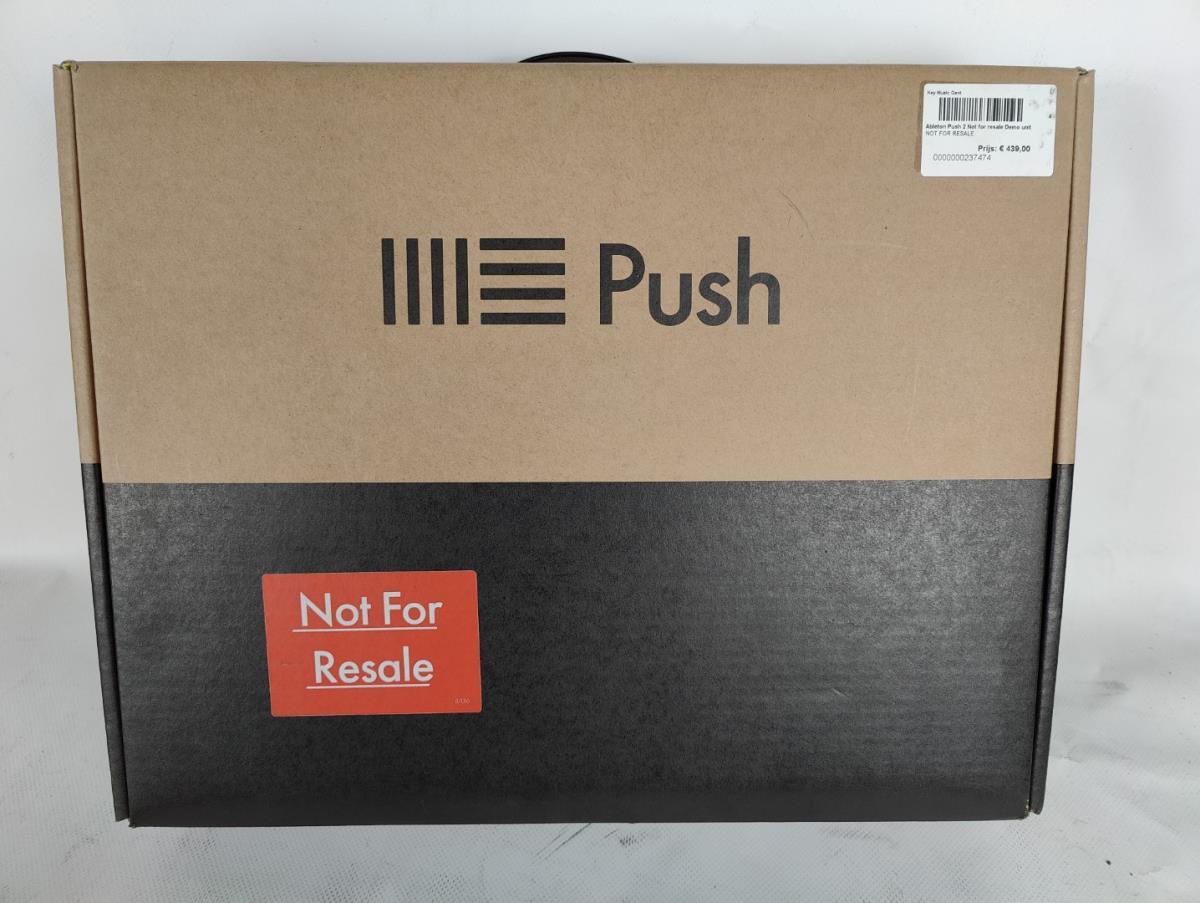 Key Music Gent
Ableton Push 2 Not for resale Demo unit
NOT FOR RESALE
Prijs: € 439,00
0000000237474
Push
Not For
Resale